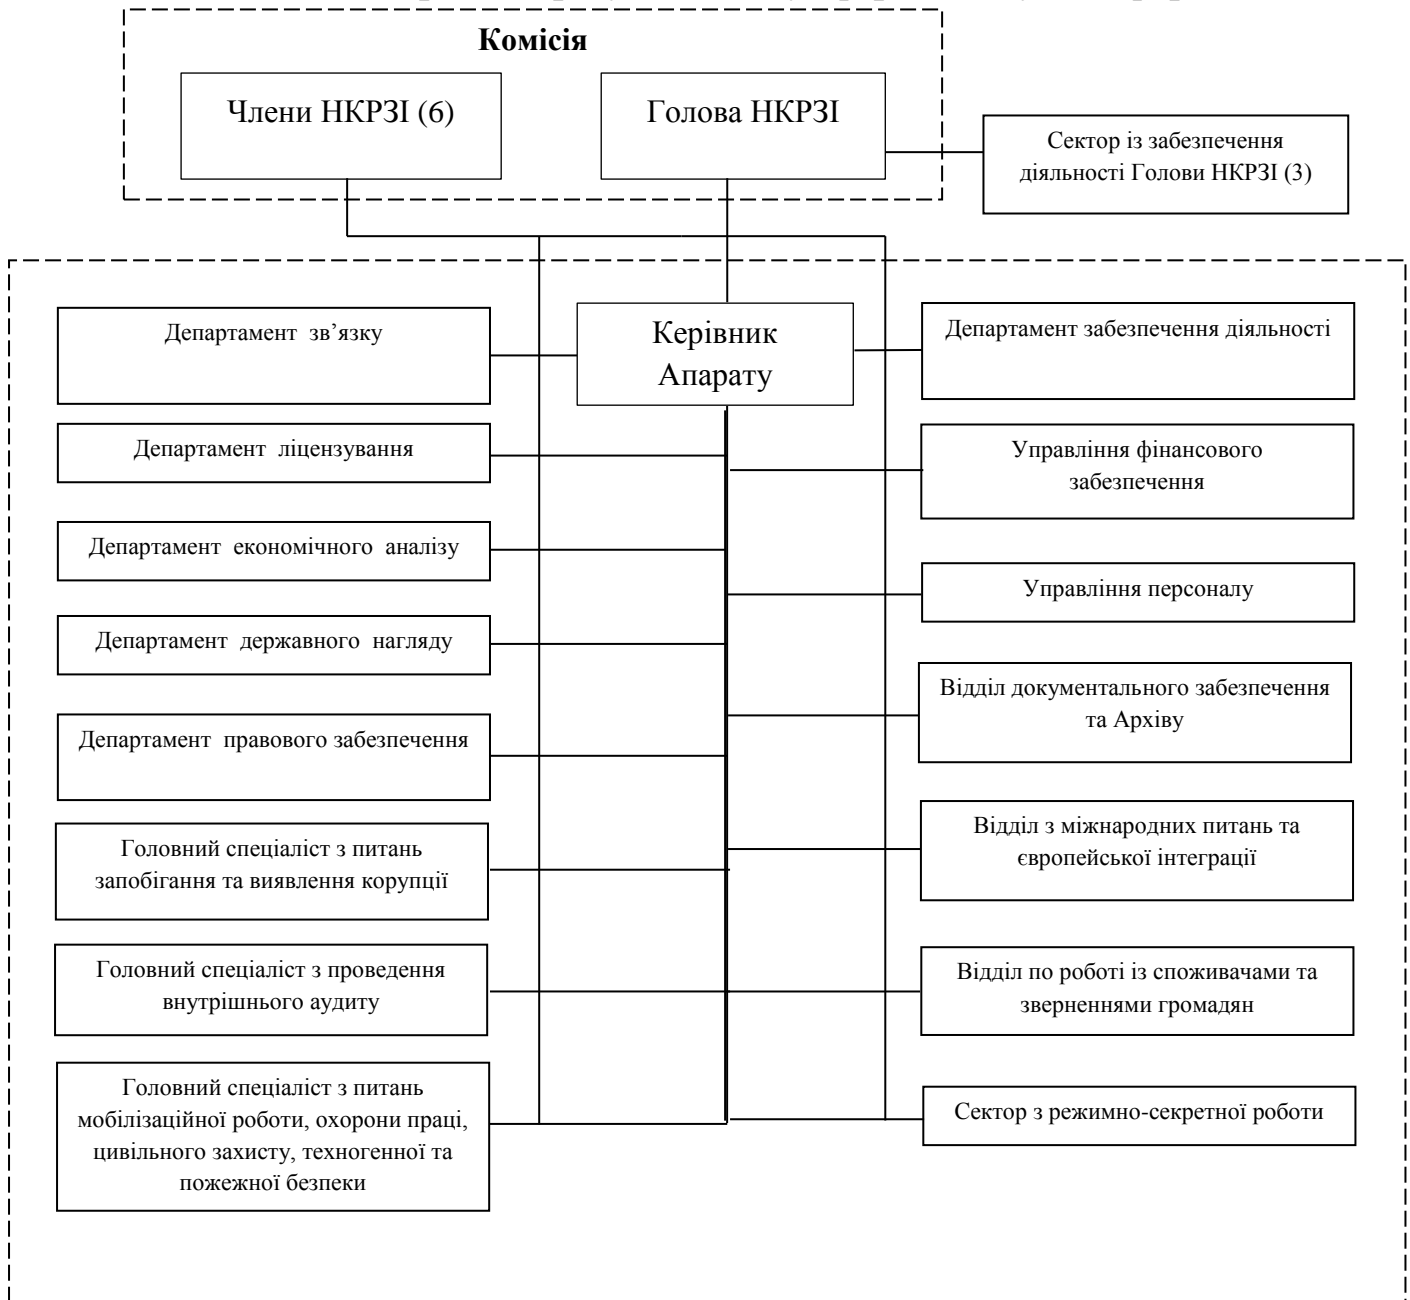 Комісія
Члени НКРЗІ (6)
Голова НКРЗІ
Сектор із забезпечення
діяльності Голови НКРЗІ (3)
Керівник
Апарату
Департамент зв’язку
Департамент ліцензування
Департамент економічного аналізу
Департамент державного нагляду
Департамент правового забезпечення
Головний спеціаліст з питань
запобігання та виявлення корупції
Головний спеціаліст з проведення
внутрішнього аудиту
Головний спеціаліст з питань
мобілізаційної роботи, охорони праці,
цивільного захисту, техногенної та
пожежної безпеки
Департамент забезпечення діяльності
Управління фінансового
забезпечення
Управління персоналу
Відділ документального забезпечення
та Архіву
Відділ з міжнародних питань та
європейської інтеграції
Відділ по роботі із споживачами та
зверненнями громадян
Сектор з режимно-секретної роботи